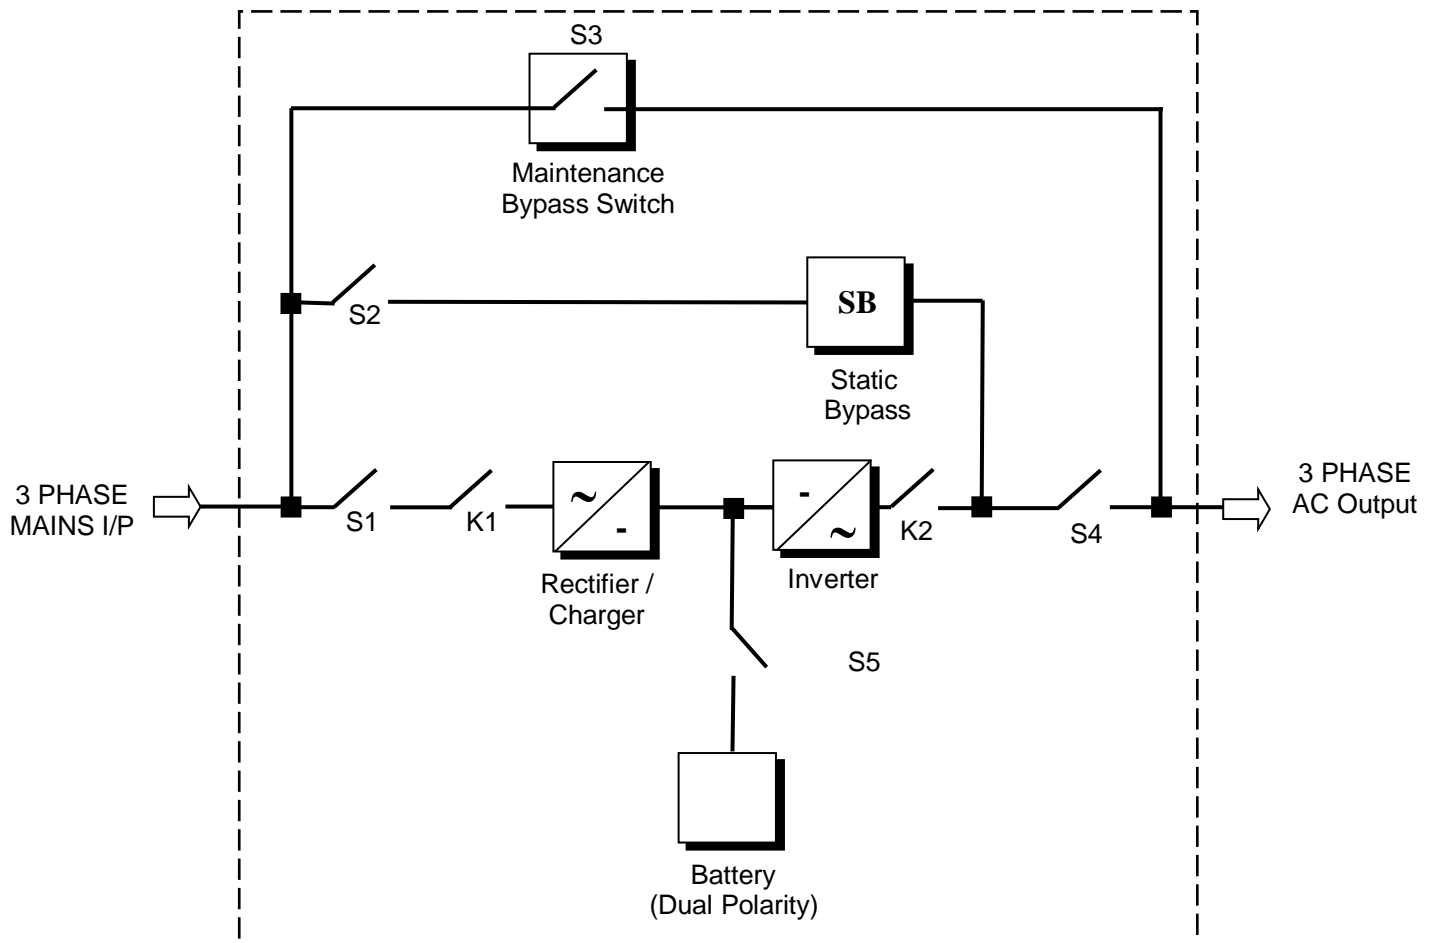 S3
Maintenance
Bypass Switch
S2
SB
Static
Bypass
3 PHASE
MAINS I/P
S1
K1
~
-
Rectifier /
Charger
-
~
Inverter
K2
S4
3 PHASE
AC Output
S5
Battery
(Dual Polarity)